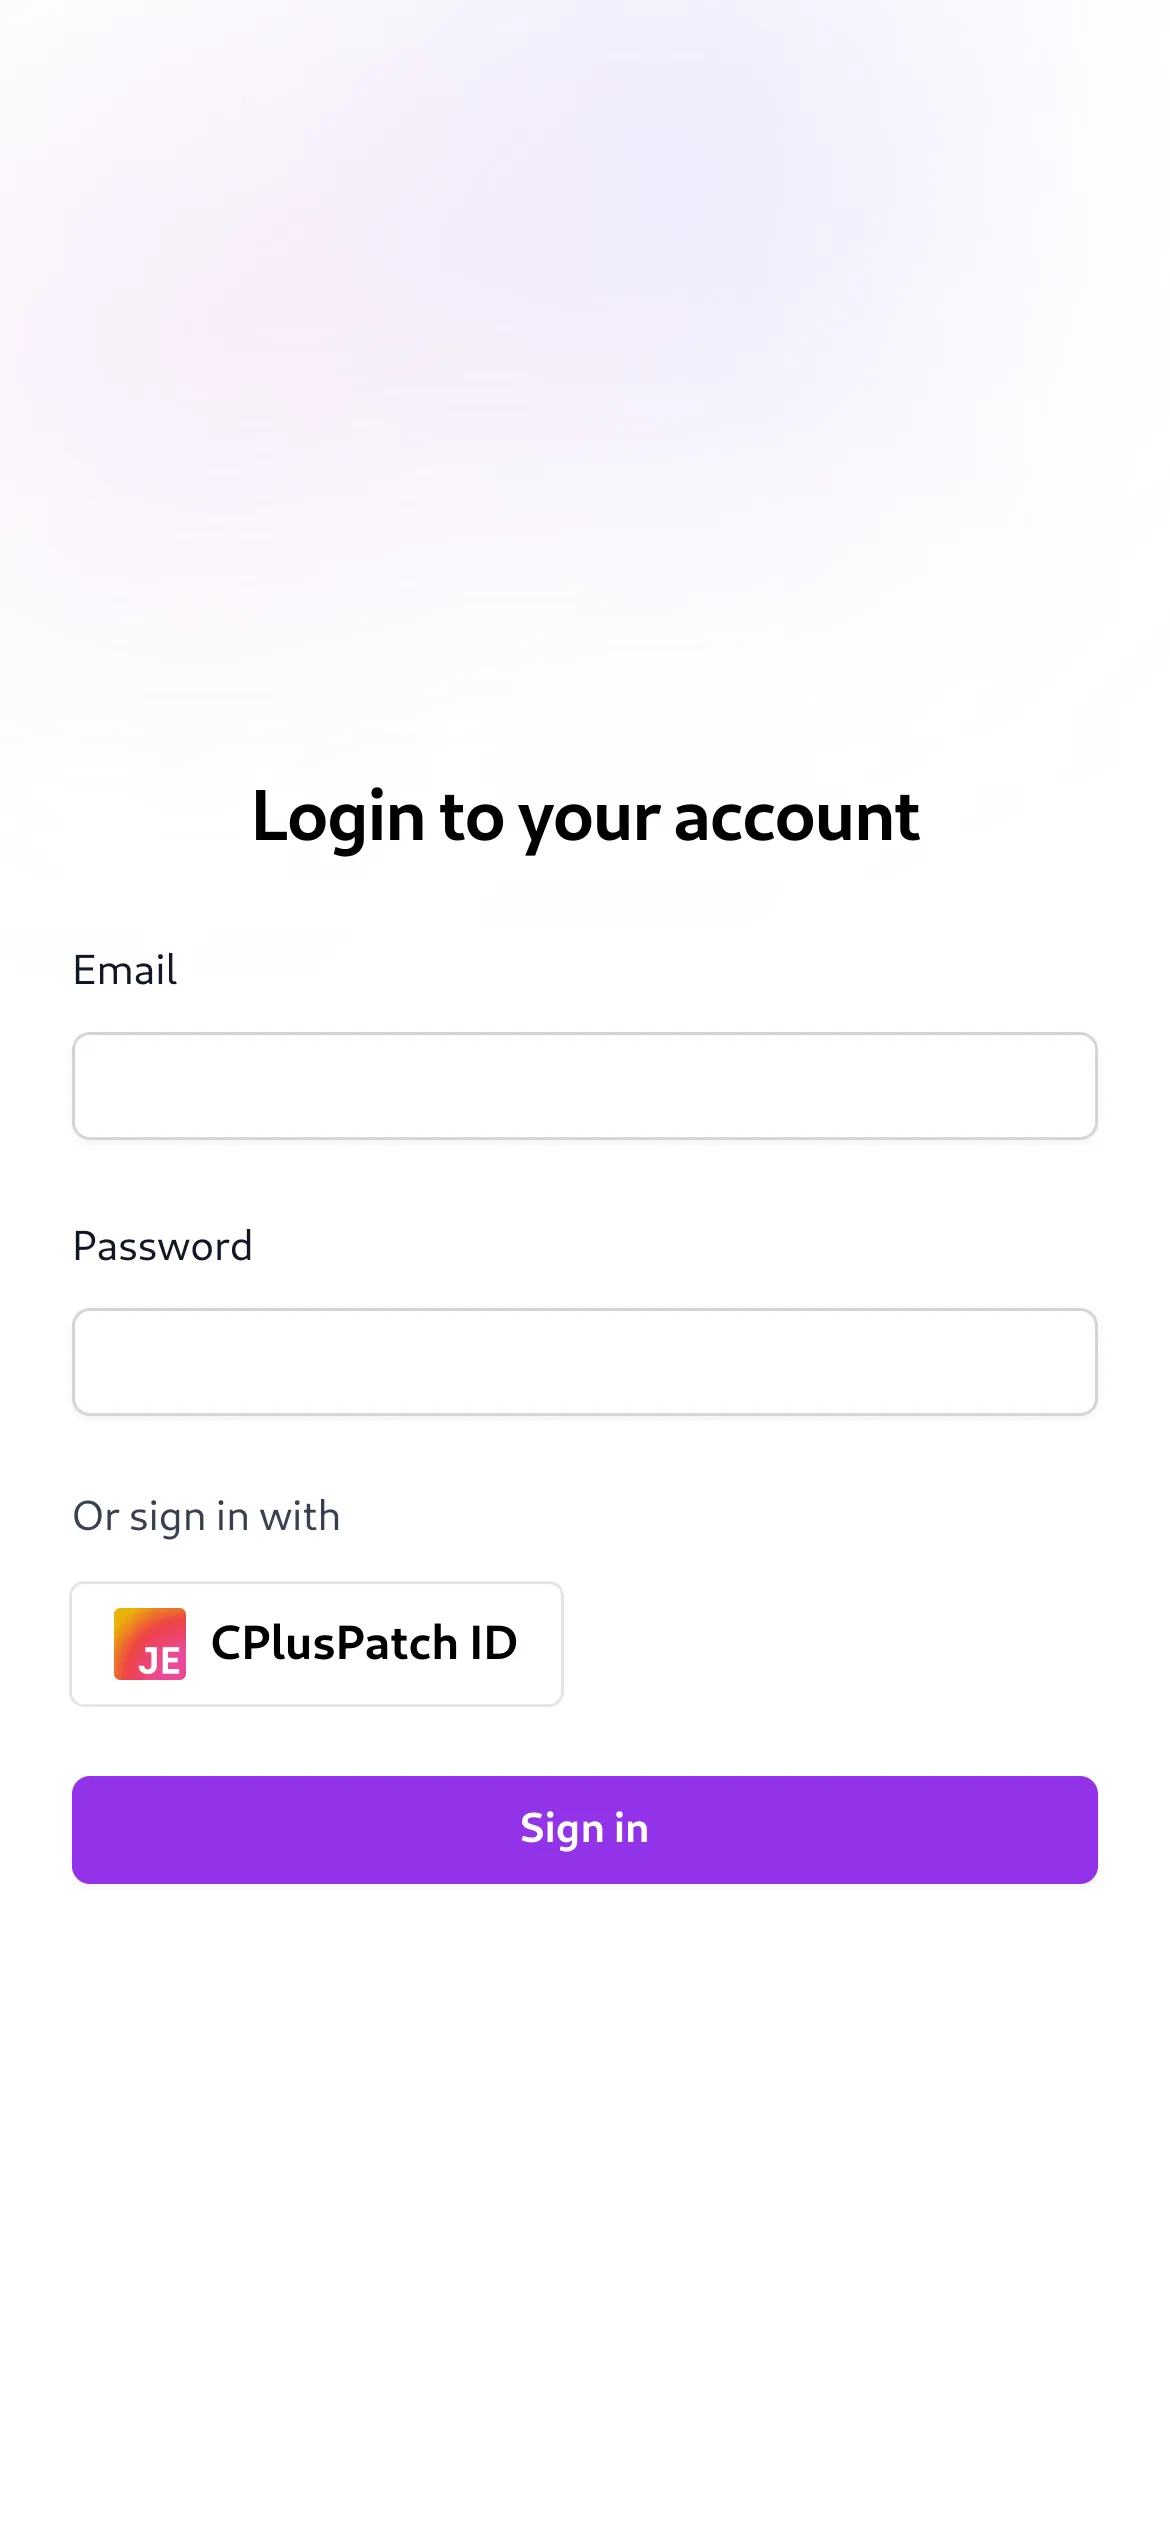 Login to your account
Email
Password
Or sign in with
JE CPlusPatch ID
Sign in